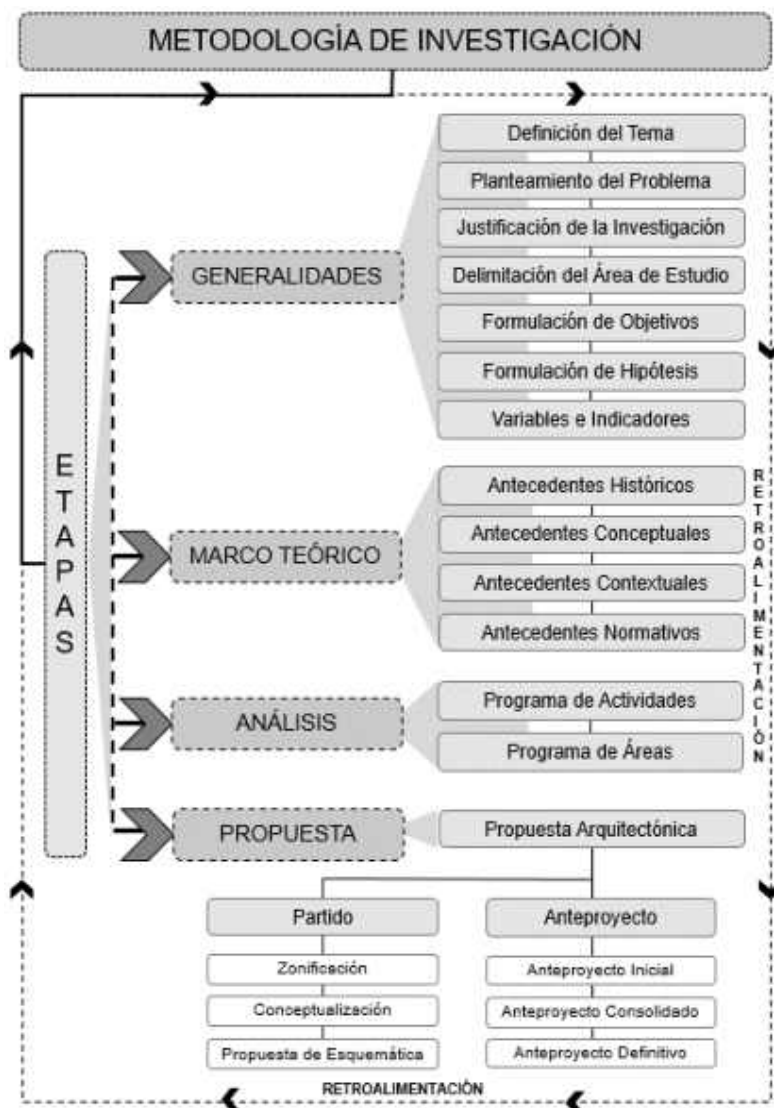 METODOLOGÍA DE INVESTIGACIÓN
ETAPAS
GENERALIDADES
Definición del Tema
Planteamiento del Problema
Justificación de la Investigación
Delimitación del Área de Estudio
Formulación de Objetivos
Formulación de Hipótesis
Variables e Indicadores
MARCO TEÓRICO
Antecedentes Históricos
Antecedentes Conceptuales
Antecedentes Contextuales
Antecedentes Normativos
ANÁLISIS
Programa de Actividades
Programa de Áreas
PROPUESTA
Propuesta Arquitectónica
Partido
Zonificación
Conceptualización
Propuesta de Esquemática
Anteproyecto
Anteproyecto Inicial
Anteproyecto Consolidado
Anteproyecto Definitivo
RETROALIMENTACIÓN
RETROALIMENTACIÓN